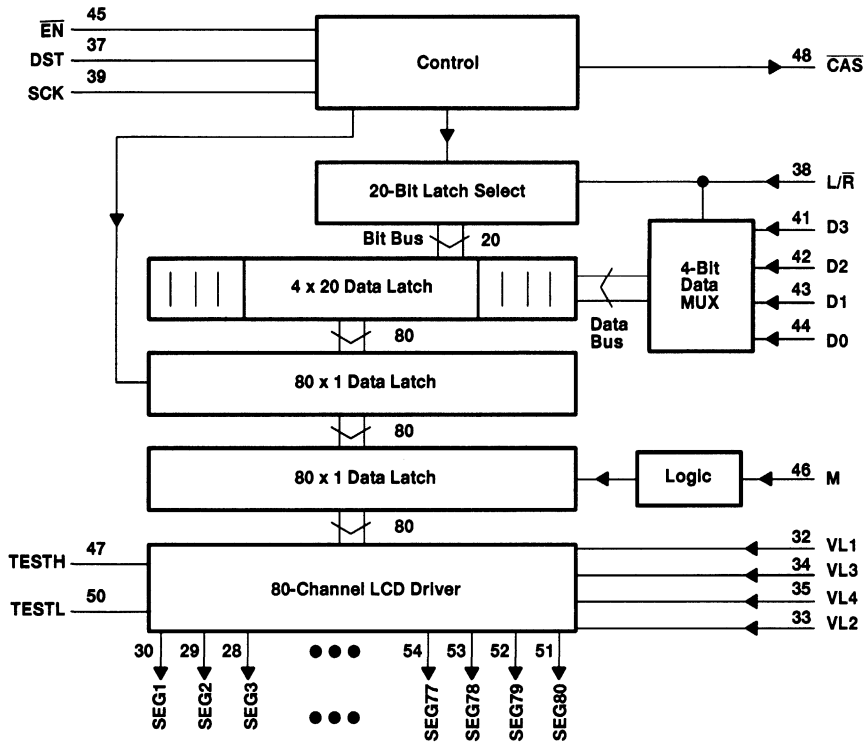 45
E̅N̅
37
DST
39
SCK
Control
48
C̅A̅S̅
20-Bit Latch Select
38
L/R̅
Bit Bus
20
41
D3
42
D2
43
D1
44
D0
4-Bit
Data
MUX
4 x 20 Data Latch
Data
Bus
80
80 x 1 Data Latch
80
80 x 1 Data Latch
Logic
46
M
80
47
TESTH
50
TESTL
80-Channel LCD Driver
32
VL1
34
VL3
35
VL4
33
VL2
30
29
28
54
53
52
51
SEG1
SEG2
SEG3
SEG77
SEG78
SEG79
SEG80